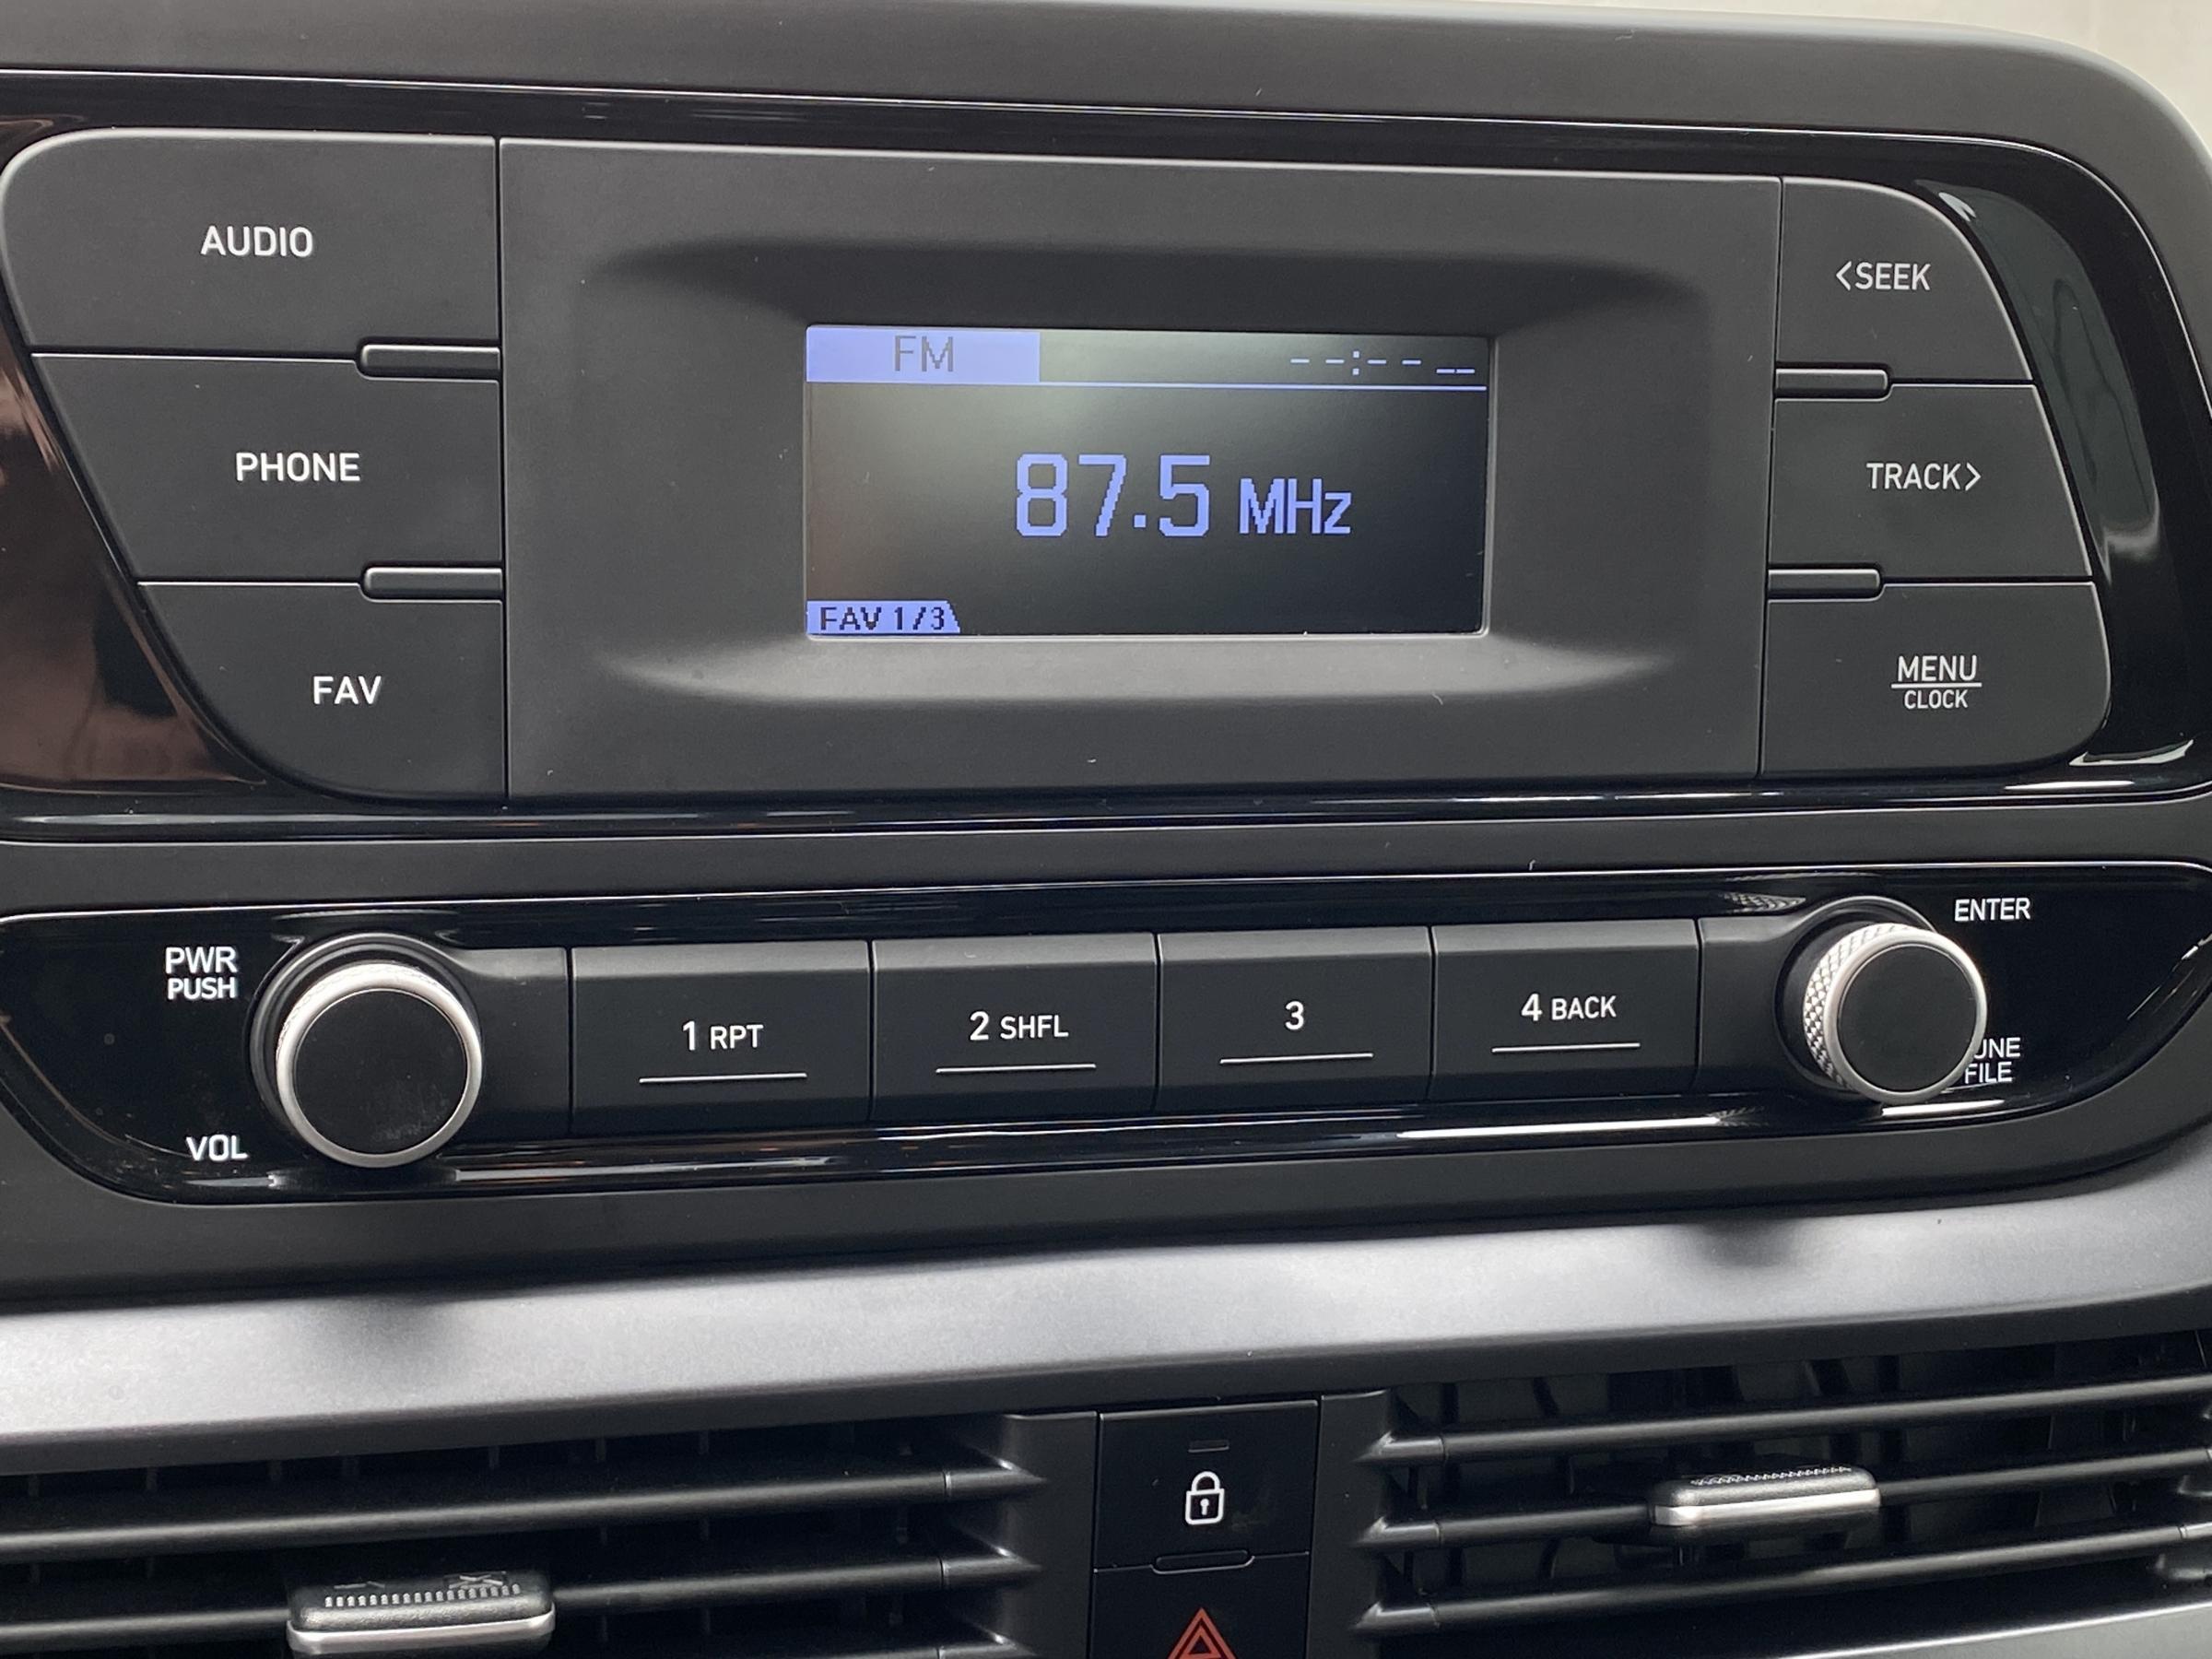 AUDIO
PHONE
FAV
FM --:-- __
87.5 MHz
FAV 1/3
<SEEK
TRACK>
MENU
CLOCK
PWR
PUSH
VOL
1 RPT
2 SHFL
3
4 BACK
ENTER
FILE